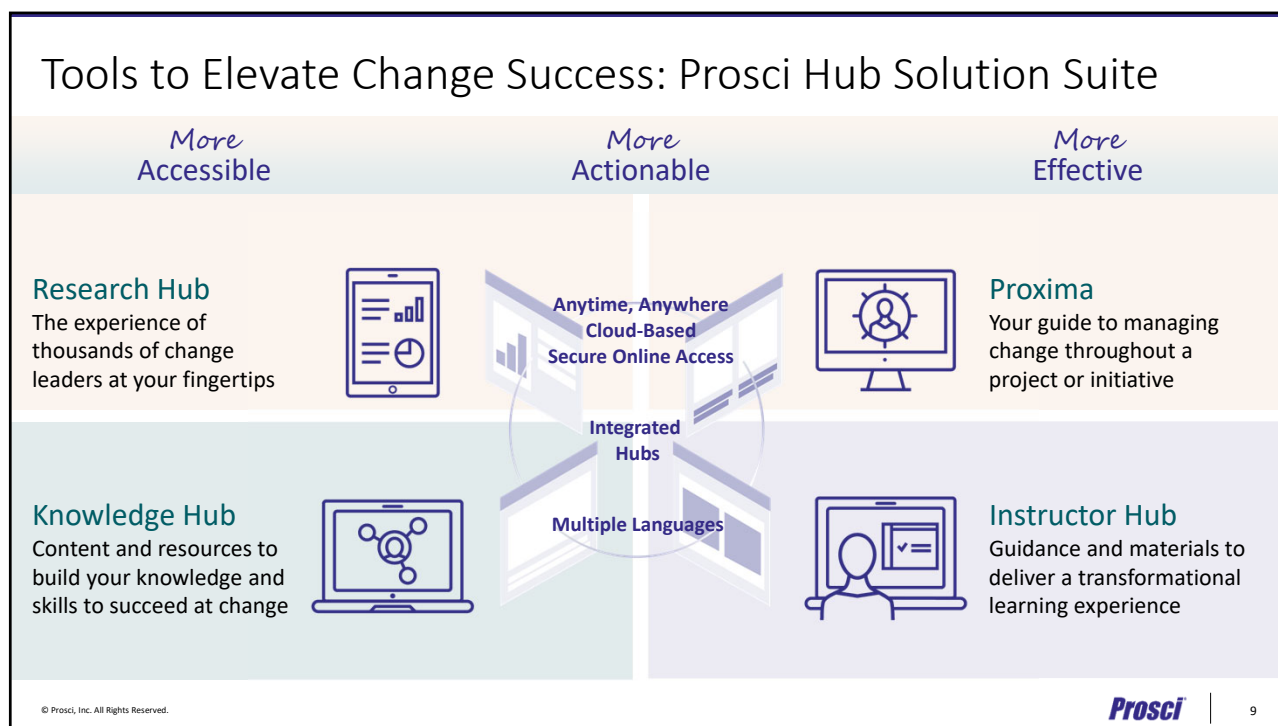 Tools to Elevate Change Success: Prosci Hub Solution Suite
More
Accessible
More
Actionable
More
Effective
Research Hub
The experience of
thousands of change
leaders at your fingertips
Anytime, Anywhere
Cloud-Based
Secure Online Access
Proxima
Your guide to managing
change throughout a
project or initiative
Integrated
Hubs
Knowledge Hub
Content and resources to
build your knowledge and
skills to succeed at change
Multiple Languages
Instructor Hub
Guidance and materials to
deliver a transformational
learning experience
© Prosci, Inc. All Rights Reserved.
Prosci
9